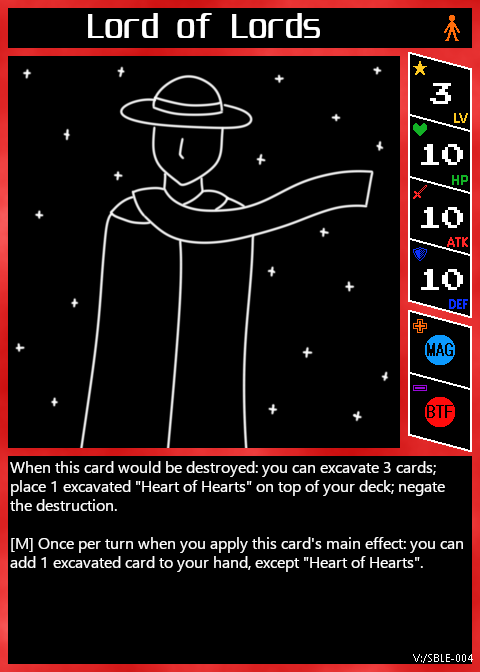 Lord of Lords
3
LV
10
HP
10
ATK
10
DEF
MAG
BTF
When this card would be destroyed: you can excavate 3 cards;
place 1 excavated "Heart of Hearts" on top of your deck; negate
the destruction.
[M] Once per turn when you apply this card's main effect: you can
add 1 excavated card to your hand, except "Heart of Hearts".
V:/SBLE-004